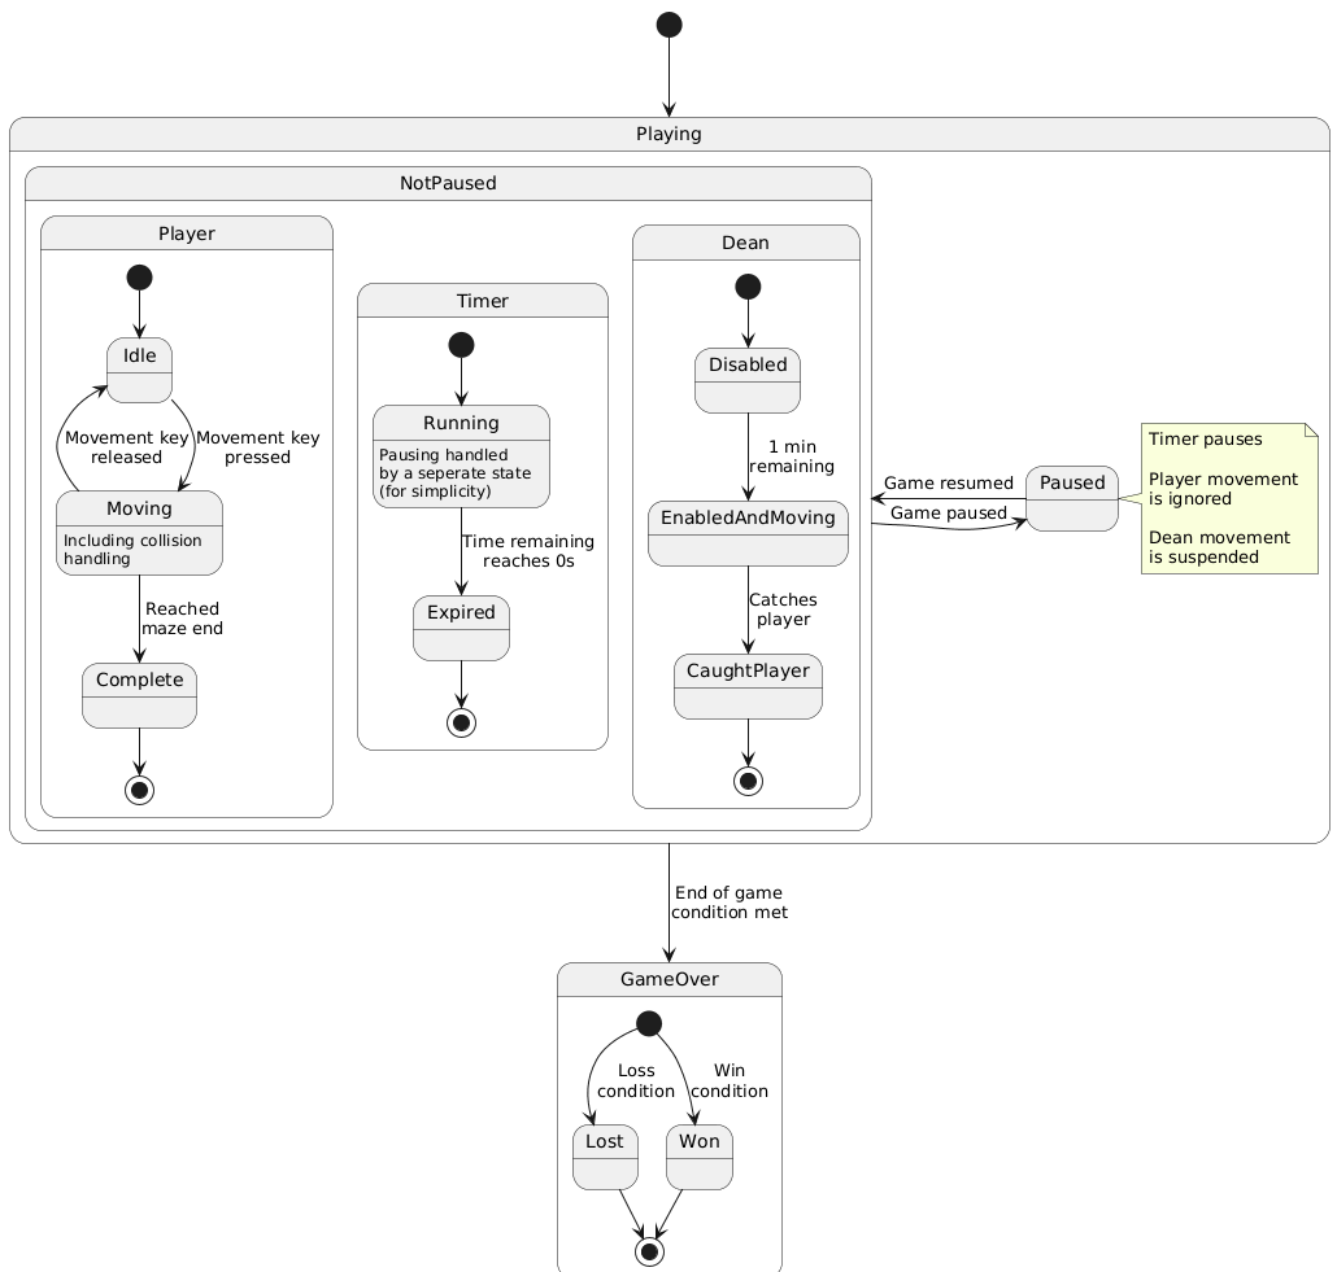 Playing
NotPaused
Player
Idle
Movement key
released
Movement key
pressed
Moving
Including collision
handling
Reached
maze end
Complete
Timer
Running
Pausing handled
by a seperate state
(for simplicity)
Time remaining
reaches 0s
Expired
Dean
Disabled
1 min
remaining
EnabledAndMoving
Catches
player
CaughtPlayer
Game resumed
Game paused
Paused
Timer pauses
Player movement
is ignored
Dean movement
is suspended
End of game
condition met
GameOver
Loss
condition
Win
condition
Lost
Won